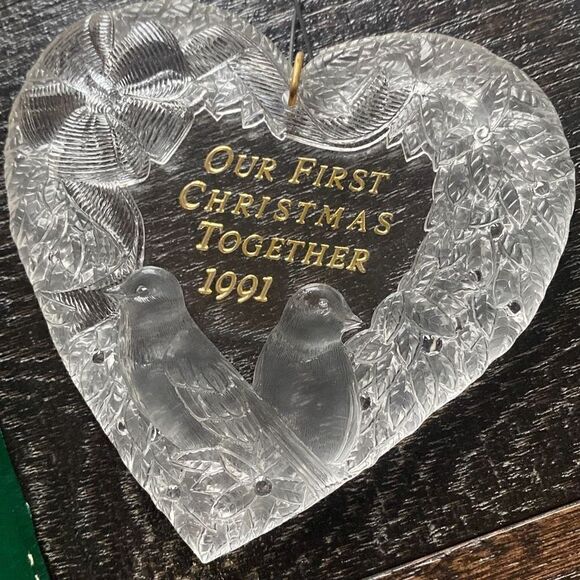 OUR FIRST
CHRISTMAS
TOGETHER
1991